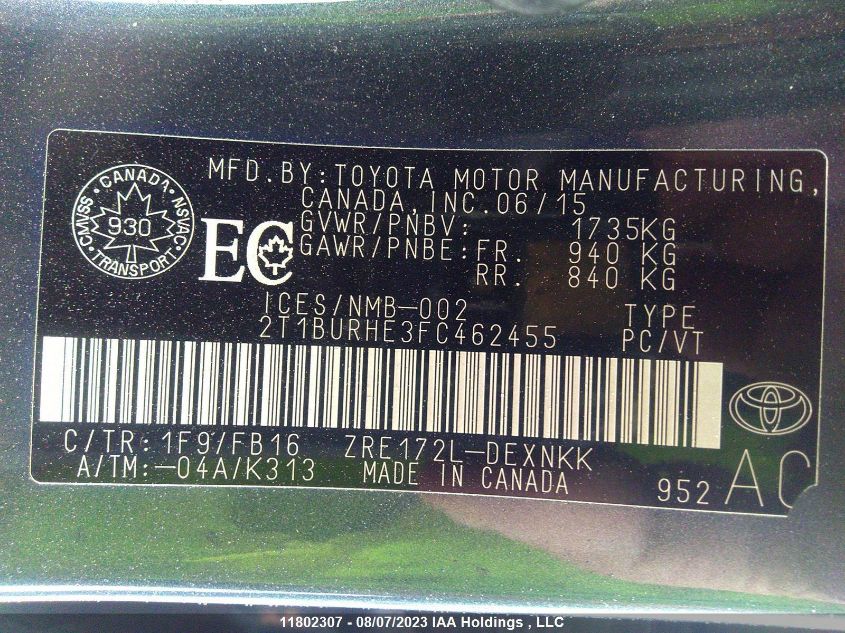 MFD.BY:TOYOTA MOTOR MANUFACTURING,
CANADA, INC.06/15
GVWR/PNBV: 1735KG
GAWR/PNBE:FR. 940 KG
RR. 840 KG
CANADA
930
CMVSS NSVAC
TRANSPORT
EC
ICES/NMB-002 TYPE
2T1BURHE3FC462455 PC/VT
C/TR:1F9/FB16 ZRE172L-DEXNKK
A/TM:-04A/K313 MADE IN CANADA
952 AC
11802307 - 08/07/2023 IAA Holdings , LLC